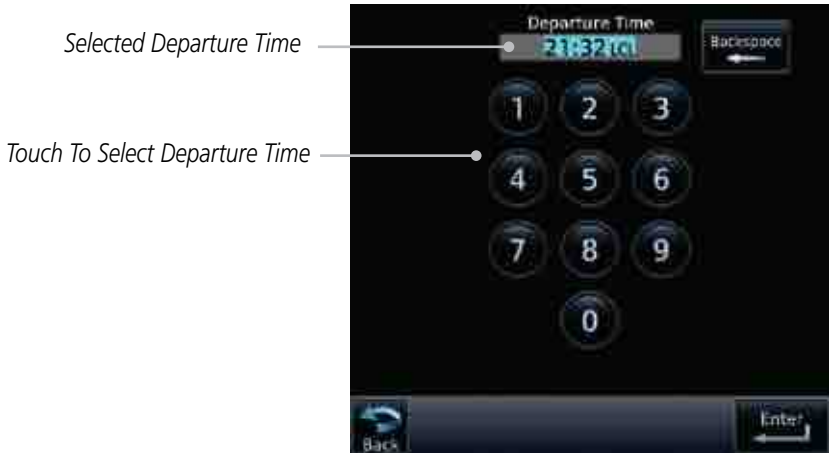 Departure Time
Selected Departure Time
21:32LCL
Backspace
1 2 3
Touch To Select Departure Time
4 5 6
7 8 9
0
Back
Enter